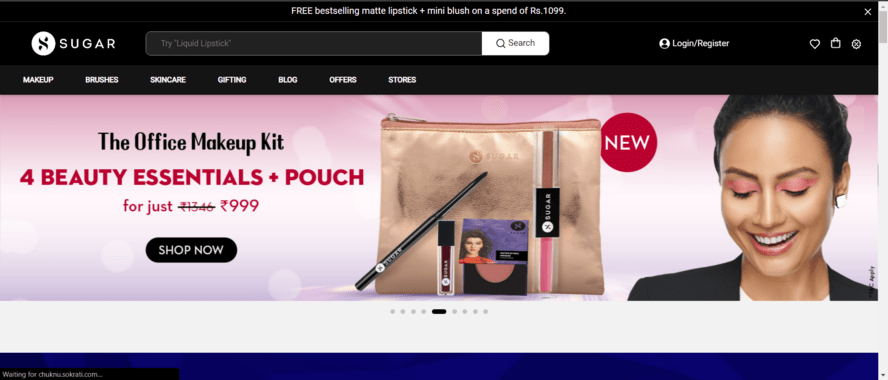 FREE bestselling matte lipstick + mini blush on a spend of Rs.1099.
SUGAR
Try "Liquid Lipstick"
Search
Login/Register
MAKEUP BRUSHES SKINCARE GIFTING BLOG OFFERS STORES
The Office Makeup Kit
4 BEAUTY ESSENTIALS + POUCH
for just ₹1346 ₹999
SHOP NOW
SUGAR
NEW
SUGAR
SUGAR
SUGAR
Apply
Waiting for chuknu.sokrati.com...